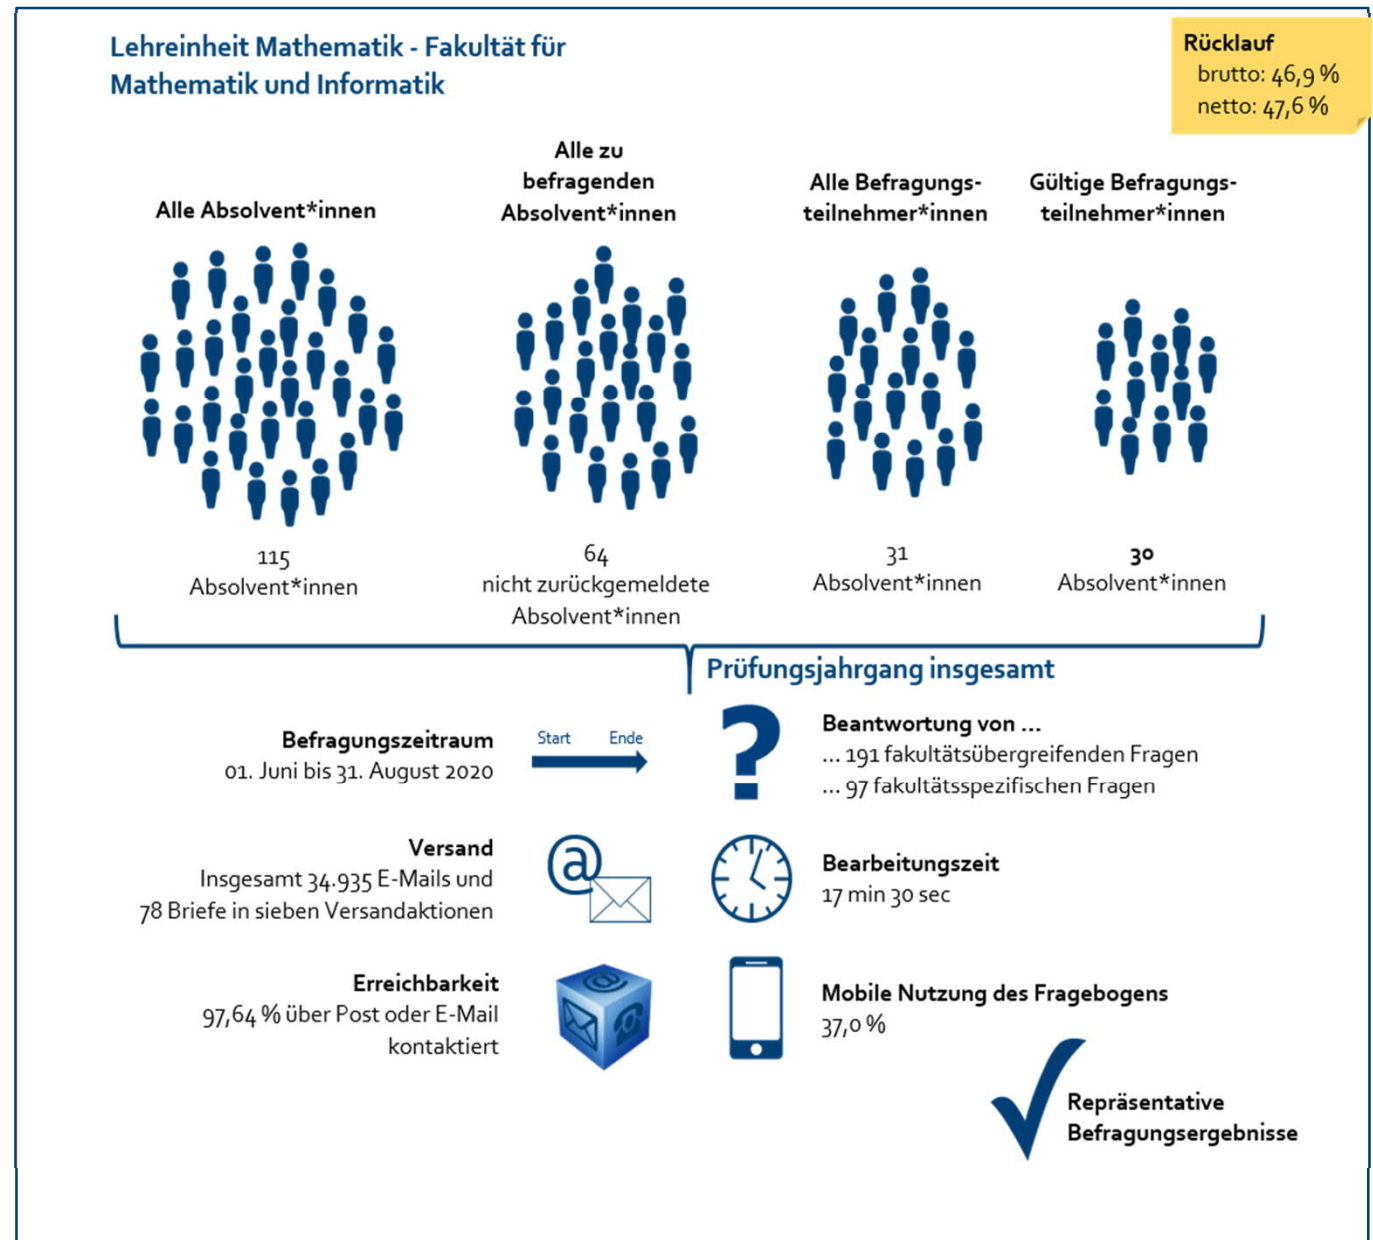 Lehreinheit Mathematik - Fakultät für
Mathematik und Informatik
Rücklauf
brutto: 46,9 %
netto: 47,6 %
Alle Absolvent*innen
Alle zu
befragenden
Absolvent*innen
Alle Befragungs-
teilnehmer*innen
Gültige Befragungs-
teilnehmer*innen
115
Absolvent*innen
64
nicht zurückgemeldete
Absolvent*innen
31
Absolvent*innen
30
Absolvent*innen
Prüfungsjahrgang insgesamt
Befragungszeitraum
01. Juni bis 31. August 2020
Start Ende
?
Beantwortung von ...
... 191 fakultätsübergreifenden Fragen
... 97 fakultätsspezifischen Fragen
Versand
Insgesamt 34.935 E-Mails und
78 Briefe in sieben Versandaktionen
@
Bearbeitungszeit
17 min 30 sec
Erreichbarkeit
97,64 % über Post oder E-Mail
kontaktiert
@
Mobile Nutzung des Fragebogens
37,0 %
Repräsentative
Befragungsergebnisse